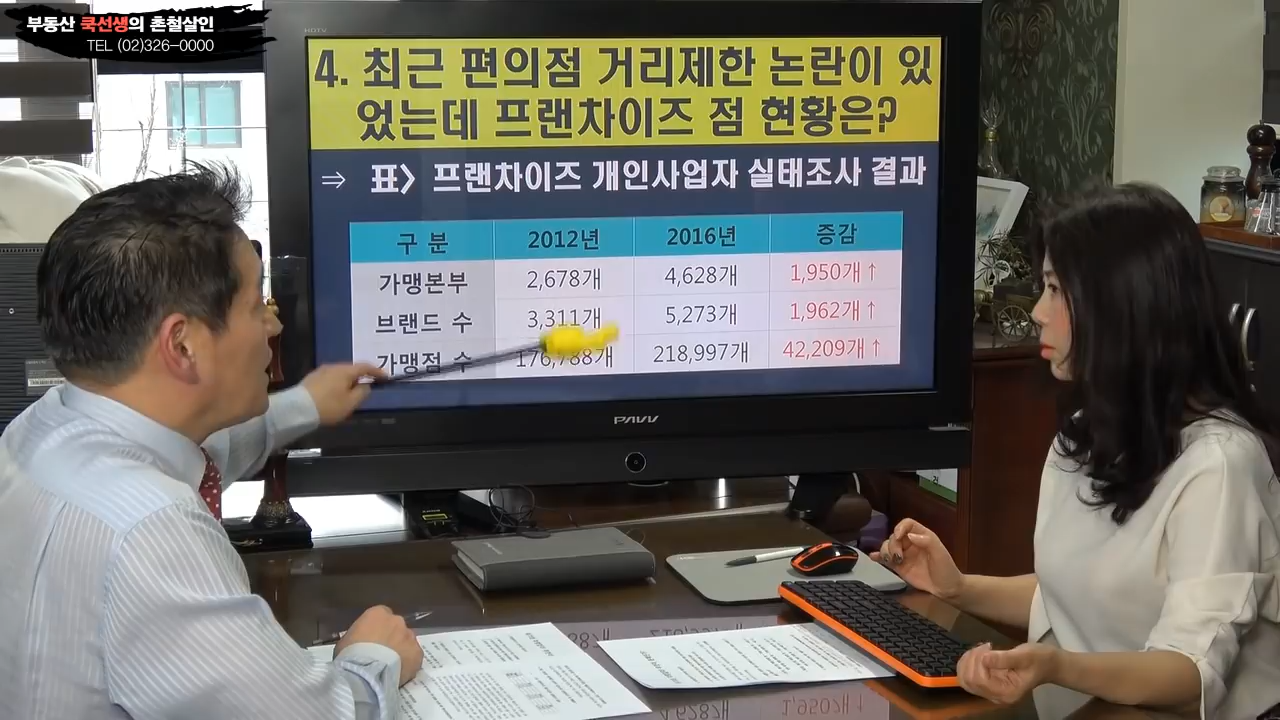 부동산 쿡선생의 촌철살인
TEL (02)326-0000
HDTV
4. 최근 편의점 거리제한 논란이 있
었는데 프랜차이즈 점 현황은?
⇒ 표> 프랜차이즈 개인사업자 실태조사 결과
구 분 2012년 2016년 증감
가맹본부 2,678개 4,628개 1,950개↑
브랜드 수 3,311개 5,273개 1,962개↑
가맹점 수 176,788개 218,997개 42,209개↑
PAVV